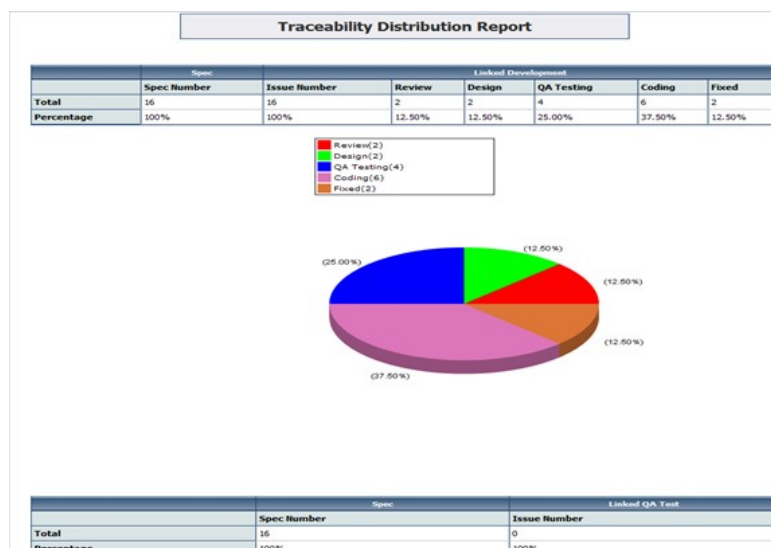 Traceability Distribution Report
Spec Linked Development
Spec Number Issue Number Review Design QA Testing Coding Fixed
Total 16 16 2 2 4 6 2
Percentage 100% 100% 12.50% 12.50% 25.00% 37.50% 12.50%
Review(2)
Design(2)
QA Testing(4)
Coding(6)
Fixed(2)
(12.50%)
(25.00%)
(12.50%)
(12.50%)
(37.50%)
Spec Linked QA Test
Spec Number Issue Number
Total 16 0
Percentage 100% 100%